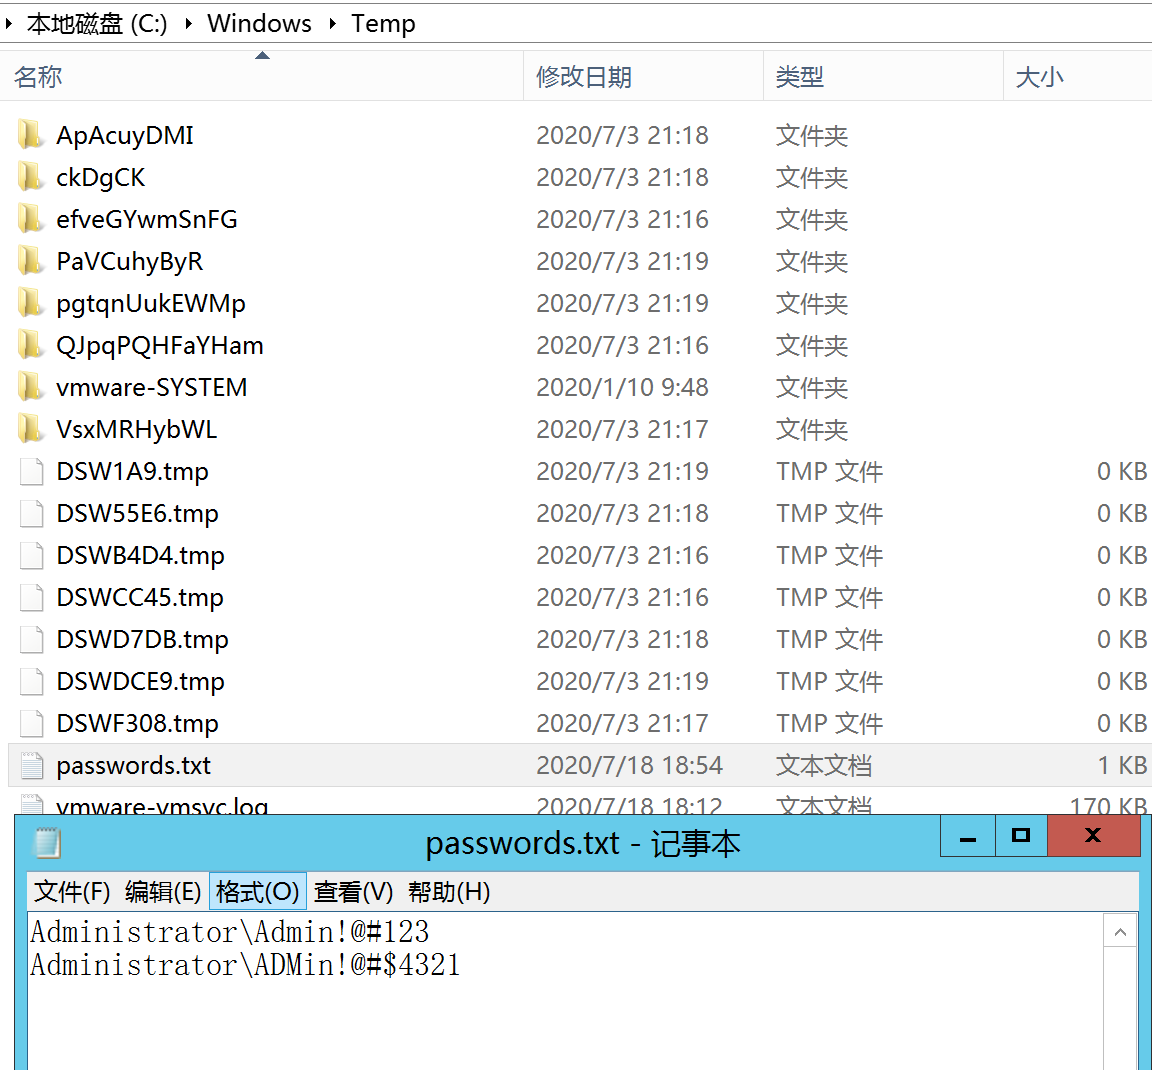 本地磁盘 (C:) Windows Temp
名称 修改日期 类型 大小
ApAcuyDMI 2020/7/3 21:18 文件夹
ckDgCK 2020/7/3 21:18 文件夹
efveGYwmSnFG 2020/7/3 21:16 文件夹
PaVCuhyByR 2020/7/3 21:19 文件夹
pgtqnUukEWMp 2020/7/3 21:19 文件夹
QJpqPQHFaYHam 2020/7/3 21:16 文件夹
vmware-SYSTEM 2020/1/10 9:48 文件夹
VsxMRHybWL 2020/7/3 21:17 文件夹
DSW1A9.tmp 2020/7/3 21:19 TMP 文件 0 KB
DSW55E6.tmp 2020/7/3 21:18 TMP 文件 0 KB
DSWB4D4.tmp 2020/7/3 21:16 TMP 文件 0 KB
DSWCC45.tmp 2020/7/3 21:16 TMP 文件 0 KB
DSWD7DB.tmp 2020/7/3 21:18 TMP 文件 0 KB
DSWDCE9.tmp 2020/7/3 21:19 TMP 文件 0 KB
DSWF308.tmp 2020/7/3 21:17 TMP 文件 0 KB
passwords.txt 2020/7/18 18:54 文本文档 1 KB
vmware-vmsvc.log 2020/7/18 18:12 文本文档 170 KB
passwords.txt - 记事本
文件(F) 编辑(E) 格式(O) 查看(V) 帮助(H)
Administrator\Admin!@#123
Administrator\ADMin!@#$4321